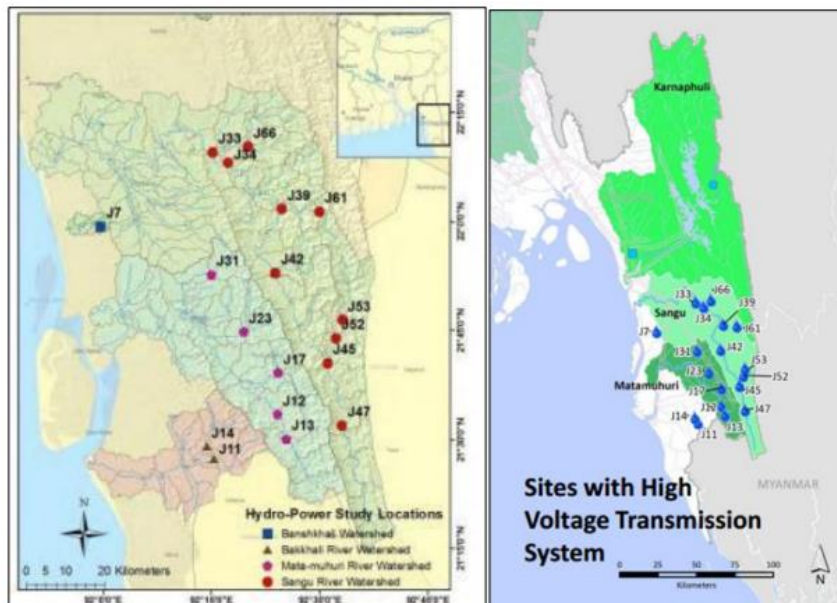 J66
J33
J34
J39
J61
J7
J31
J42
J53
J23
J52
J45
J17
J12
J47
J13
J14
J11
N
Hydro-Power Study Locations
Banshkhali Watershed
Bakkhali River Watershed
Mata-muhuri River Watershed
Sangu River Watershed
0 5 10 20 Kilometers
Karnaphuli
J66
J33
J39
Sangu
J34
J61
J7
J42
J31
J53
J23
J52
Matamuhuri
J17
J45
J12
J47
J14
J13
J11
MYANMAR
Sites with High
Voltage Transmission
System
0 25 50 75 100
Kilometers
N